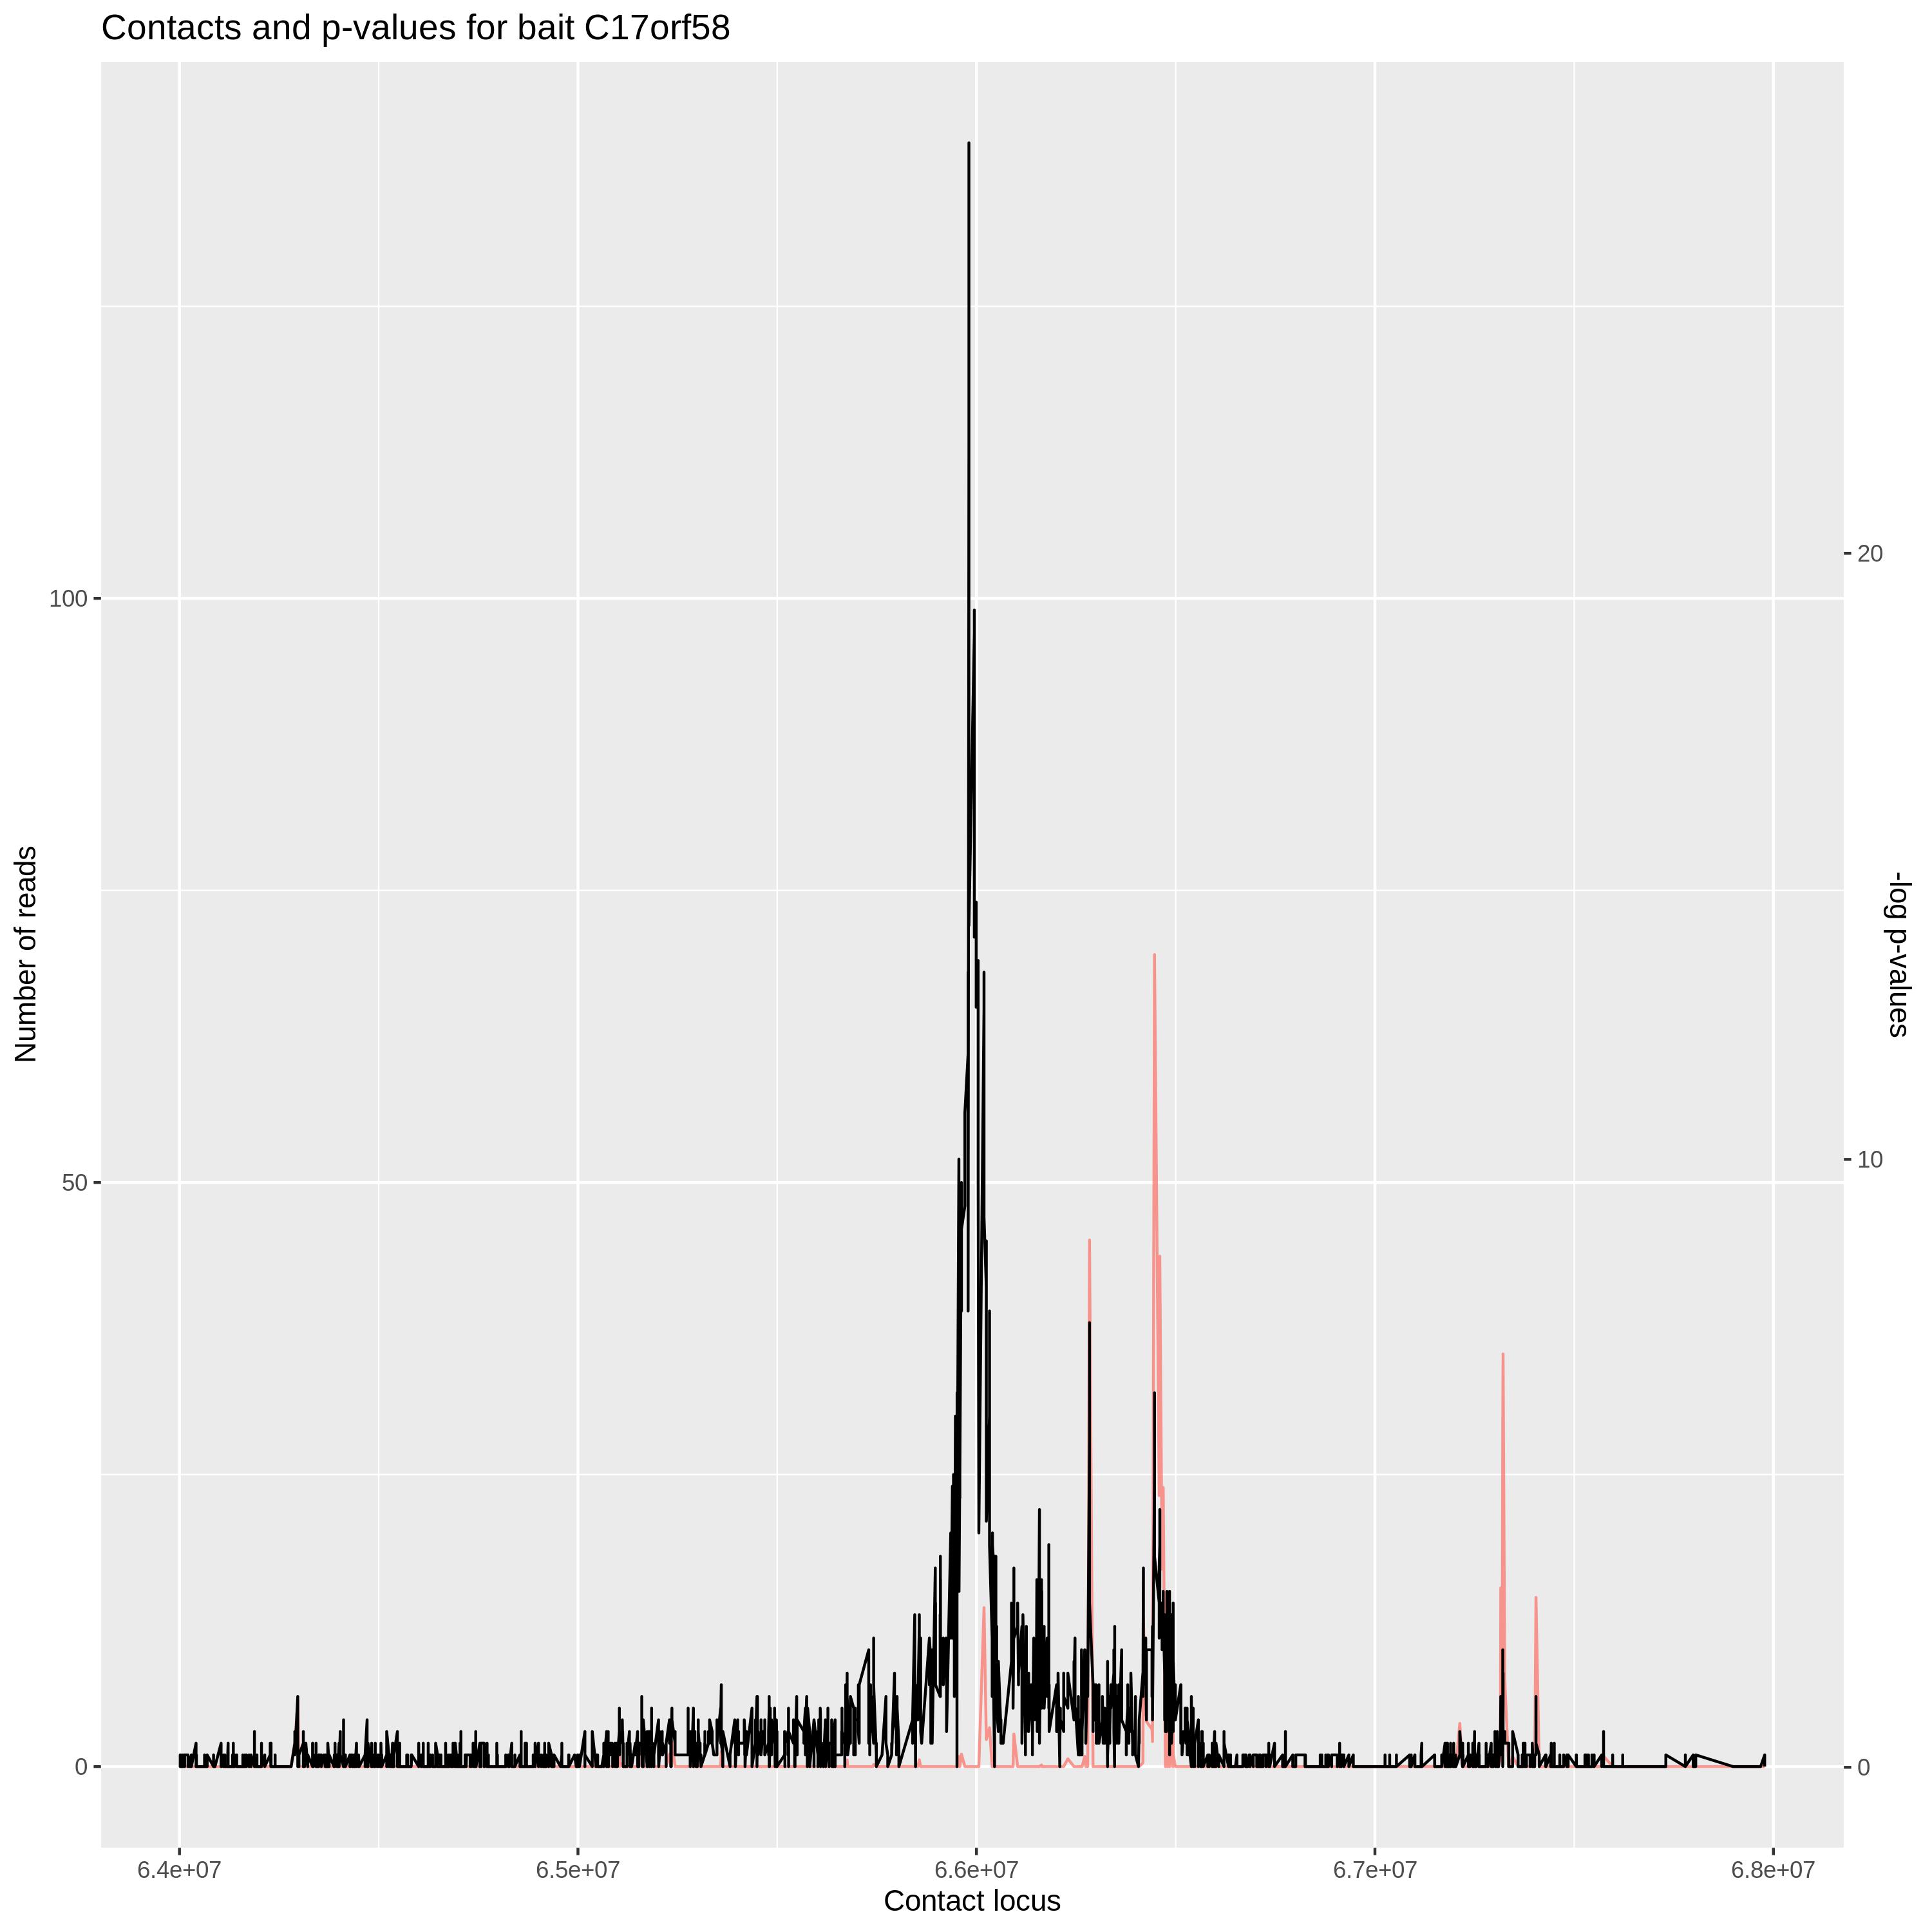 Contacts and p-values for bait C17orf58
Number of reads
100
50
0
20
10
0
-log p-values
6.4e+07
6.5e+07
6.6e+07
6.7e+07
6.8e+07
Contact locus